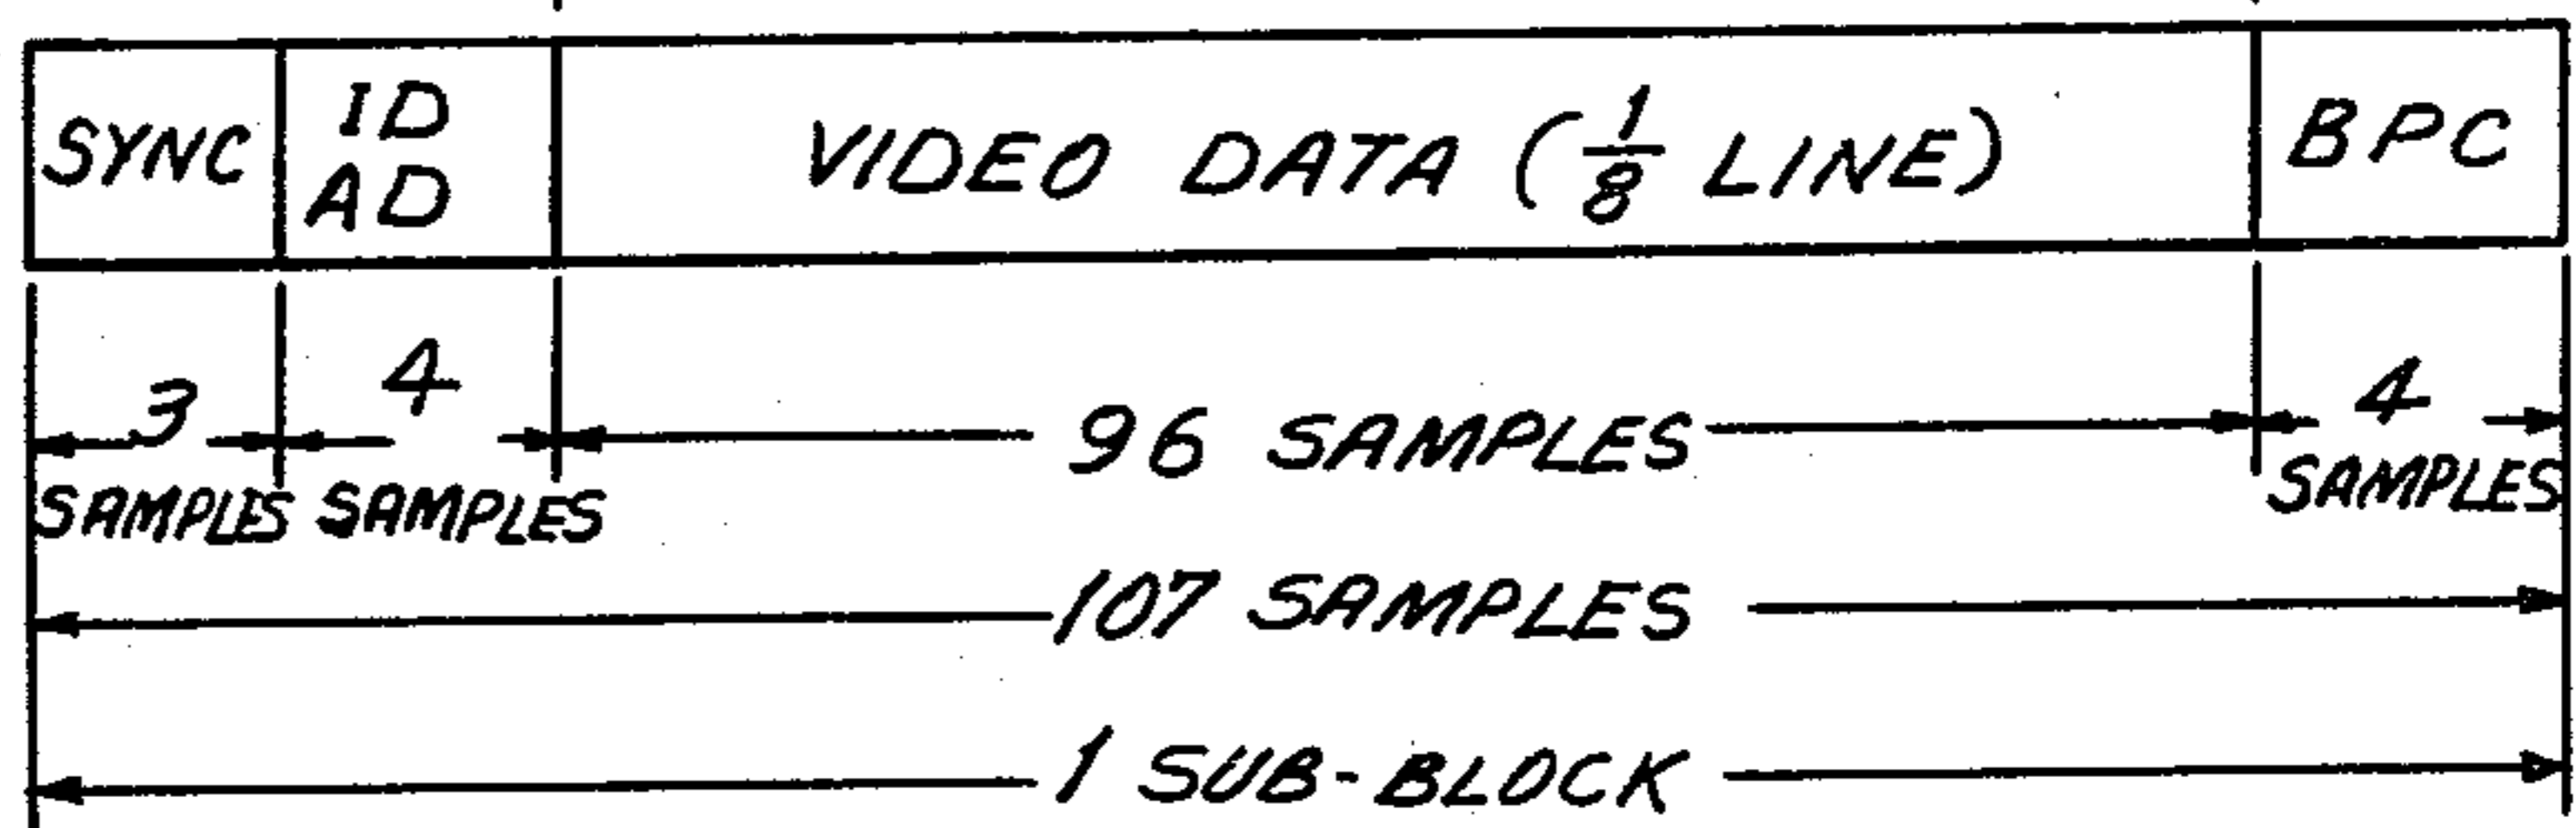 SYNC
ID
AD
VIDEO DATA (1/8 LINE)
BPC
3
SAMPLES
4
SAMPLES
96 SAMPLES
4
SAMPLES
107 SAMPLES
1 SUB-BLOCK